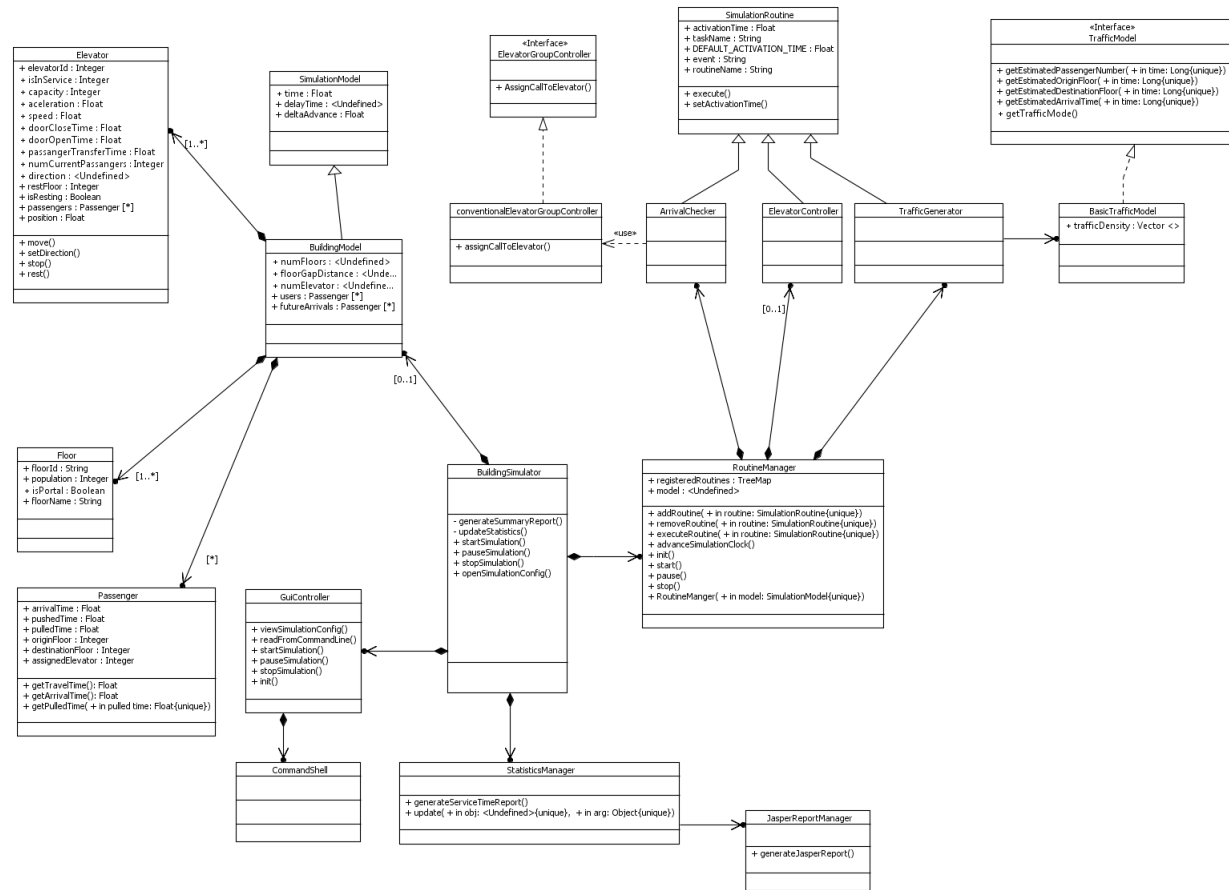 Elevator
+ elevatorId : Integer
+ isInService : Integer
+ capacity : Integer
+ aceleration : Float
+ speed : Float
+ doorCloseTime : Float
+ doorOpenTime : Float
+ passangerTransferTime : Float
+ numCurrentPassangers : Integer
+ direction : <Undefined>
+ restFloor : Integer
+ isResting : Boolean
+ passengers : Passenger [*]
+ position : Float
+ move()
+ setDirection()
+ stop()
+ rest()
[1..*]
SimulationModel
+ time : Float
+ delayTime : <Undefined>
+ deltaAdvance : Float
«Interface»
ElevatorGroupController
+ AssignCallToElevator()
SimulationRoutine
+ activationTime : Float
+ taskName : String
+ DEFAULT_ACTIVATION_TIME : Float
+ event : String
+ routineName : String
+ execute()
+ setActivationTime()
«Interface»
TrafficModel
+ getEstimatedPassengerNumber( + in time: Long{unique})
+ getEstimatedOriginFloor( + in time: Long{unique})
+ getEstimatedDestinationFloor( + in time: Long{unique})
+ getEstimatedArrivalTime( + in time: Long{unique})
+ getTrafficMode()
BuildingModel
+ numFloors : <Undefined>
+ floorGapDistance : <Unde...
+ numElevator : <Undefine...
+ users : Passenger [*]
+ futureArrivals : Passenger [*]
conventionalElevatorGroupController
+ assignCallToElevator()
«use»
ArrivalChecker
ElevatorController
TrafficGenerator
BasicTrafficModel
+ trafficDensity : Vector <>
[0..1]
[0..1]
Floor
+ floorId : String
+ population : Integer
+ isPortal : Boolean
+ floorName : String
[1..*]
[*]
BuildingSimulator
- generateSummaryReport()
- updateStatistics()
+ startSimulation()
+ pauseSimulation()
+ stopSimulation()
+ openSimulationConfig()
RoutineManager
+ registeredRoutines : TreeMap
+ model : <Undefined>
+ addRoutine( + in routine: SimulationRoutine{unique})
+ removeRoutine( + in routine: SimulationRoutine{unique})
+ executeRoutine( + in routine: SimulationRoutine{unique})
+ advanceSimulationClock()
+ init()
+ start()
+ pause()
+ stop()
+ RoutineManger( + in model: SimulationModel{unique})
Passenger
+ arrivalTime : Float
+ pushedTime : Float
+ pulledTime : Float
+ originFloor : Integer
+ destinationFloor : Integer
+ assignedElevator : Integer
+ getTravelTime(): Float
+ getArrivalTime(): Float
+ getPulledTime( + in pulled time: Float{unique})
GuiController
+ viewSimulationConfig()
+ readFromCommandLine()
+ startSimulation()
+ pauseSimulation()
+ stopSimulation()
+ init()
CommandShell
StatisticsManager
+ generateServiceTimeReport()
+ update( + in obj: <Undefined>{unique},  + in arg: Object{unique})
JasperReportManager
+ generateJasperReport()